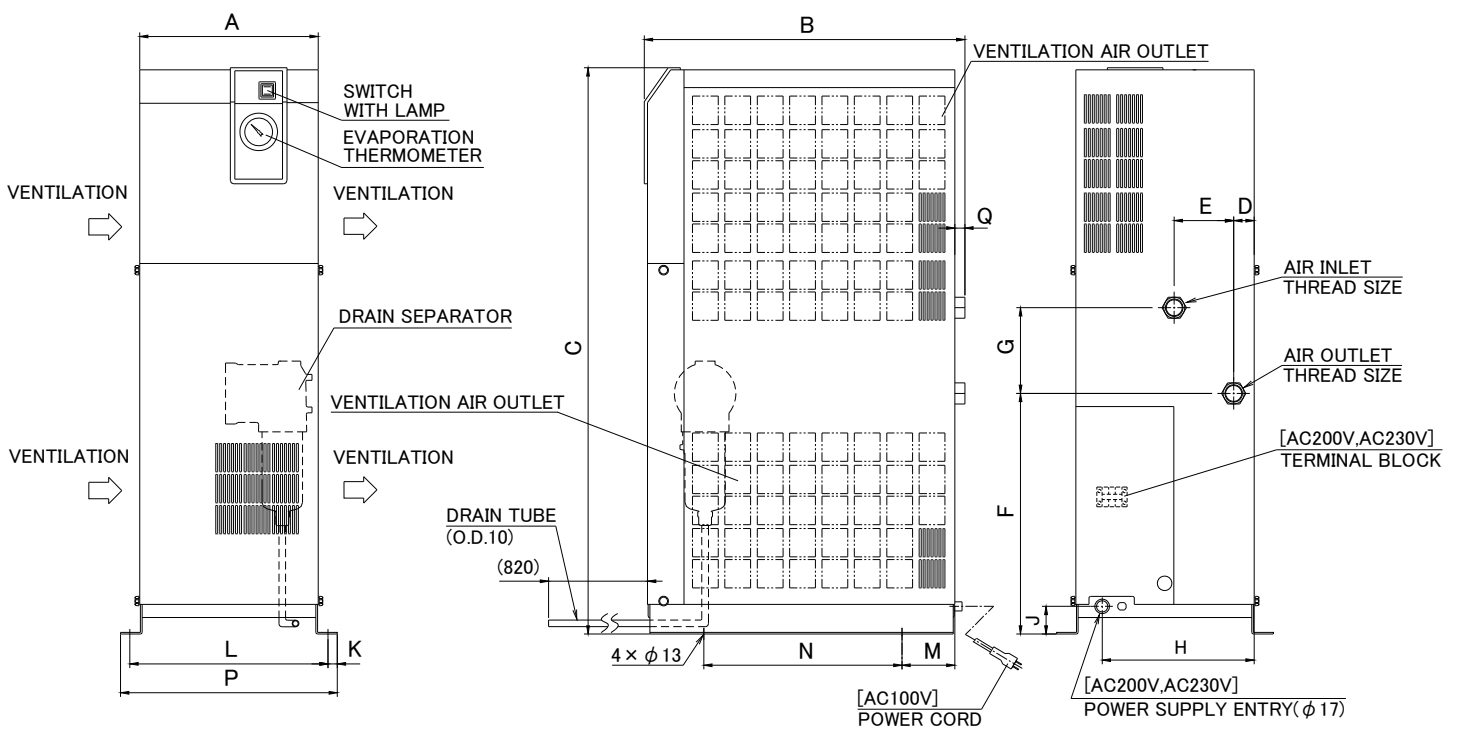 A
SWITCH
WITH LAMP
EVAPORATION
THERMOMETER
VENTILATION
VENTILATION
DRAIN SEPARATOR
VENTILATION AIR OUTLET
VENTILATION
VENTILATION
DRAIN TUBE
(O.D.10)
(820)
L
K
P
B
VENTILATION AIR OUTLET
Q
C
4×φ13
N
M
[AC100V]
POWER CORD
E
D
AIR INLET
THREAD SIZE
G
AIR OUTLET
THREAD SIZE
[AC200V,AC230V]
TERMINAL BLOCK
F
J
H
[AC200V,AC230V]
POWER SUPPLY ENTRY(φ17)